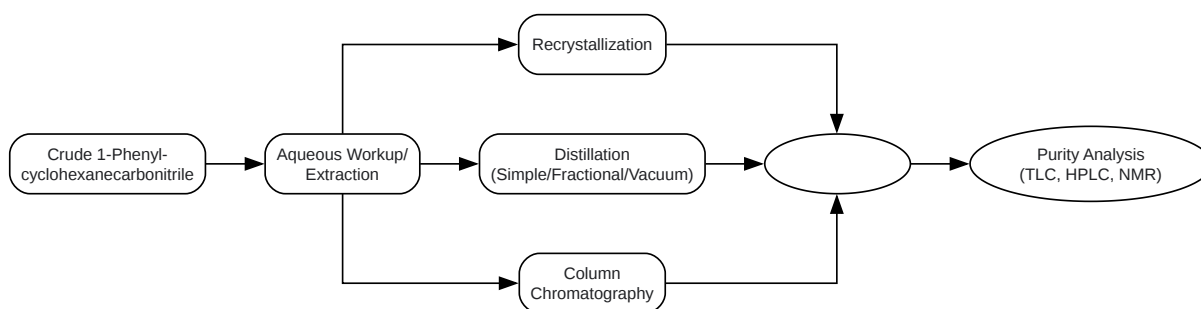 Recrystallization
Crude 1-Phenyl-
cyclohexanecarbonitrile
Aqueous Workup/
Extraction
Distillation
(Simple/Fractional/Vacuum)
Purity Analysis
(TLC, HPLC, NMR)
Column
Chromatography